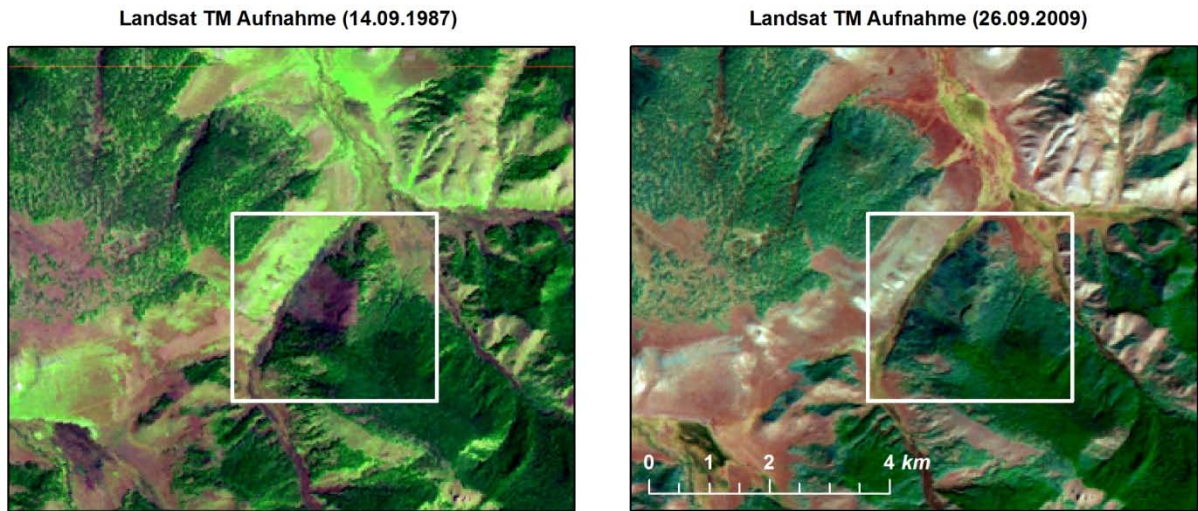 Landsat TM Aufnahme (14.09.1987)
Landsat TM Aufnahme (26.09.2009)
0 1 2 4 km